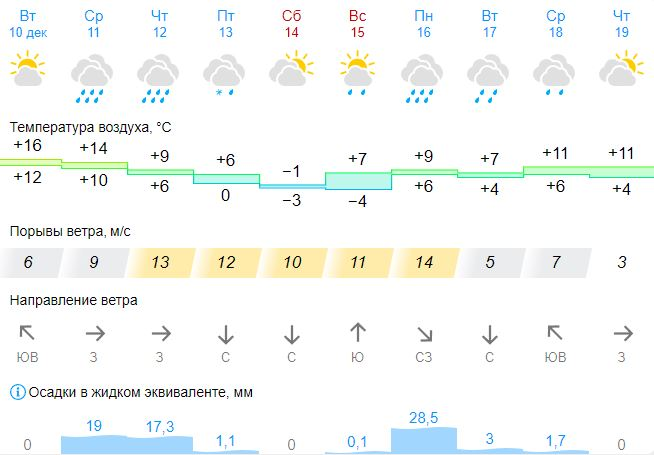 Вт Ср Чт Пт Сб Вс Пн Вт Ср Чт
10 дек 11 12 13 14 15 16 17 18 19
Температура воздуха, °C
+16 +14 +9 +6 −1 +7 +9 +7 +11 +11
+12 +10 +6 0 −3 −4 +6 +4 +6 +4
Порывы ветра, м/с
6 9 13 12 10 11 14 5 7 3
Направление ветра
ЮВ З З С С Ю СЗ С ЮВ З
Осадки в жидком эквиваленте, мм
0 19 17,3 1,1 0 0,1 28,5 3 1,7 0